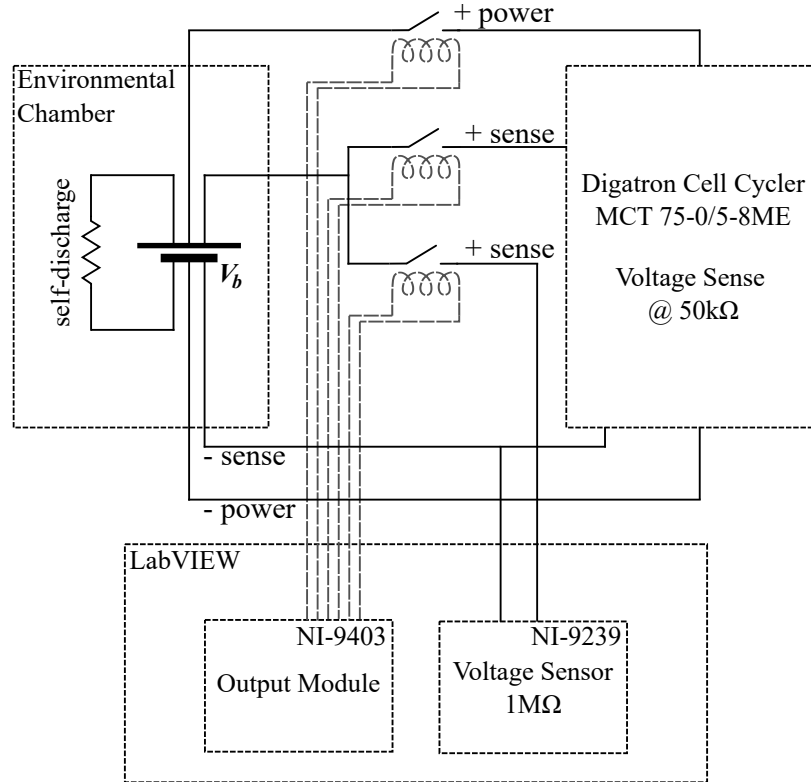 + power
Environmental
Chamber
+ sense
Digatron Cell Cycler
MCT 75-0/5-8ME
self-discharge
+ sense
Vb
Voltage Sense
@ 50kΩ
- sense
- power
LabVIEW
NI-9403
Output Module
NI-9239
Voltage Sensor
1MΩ